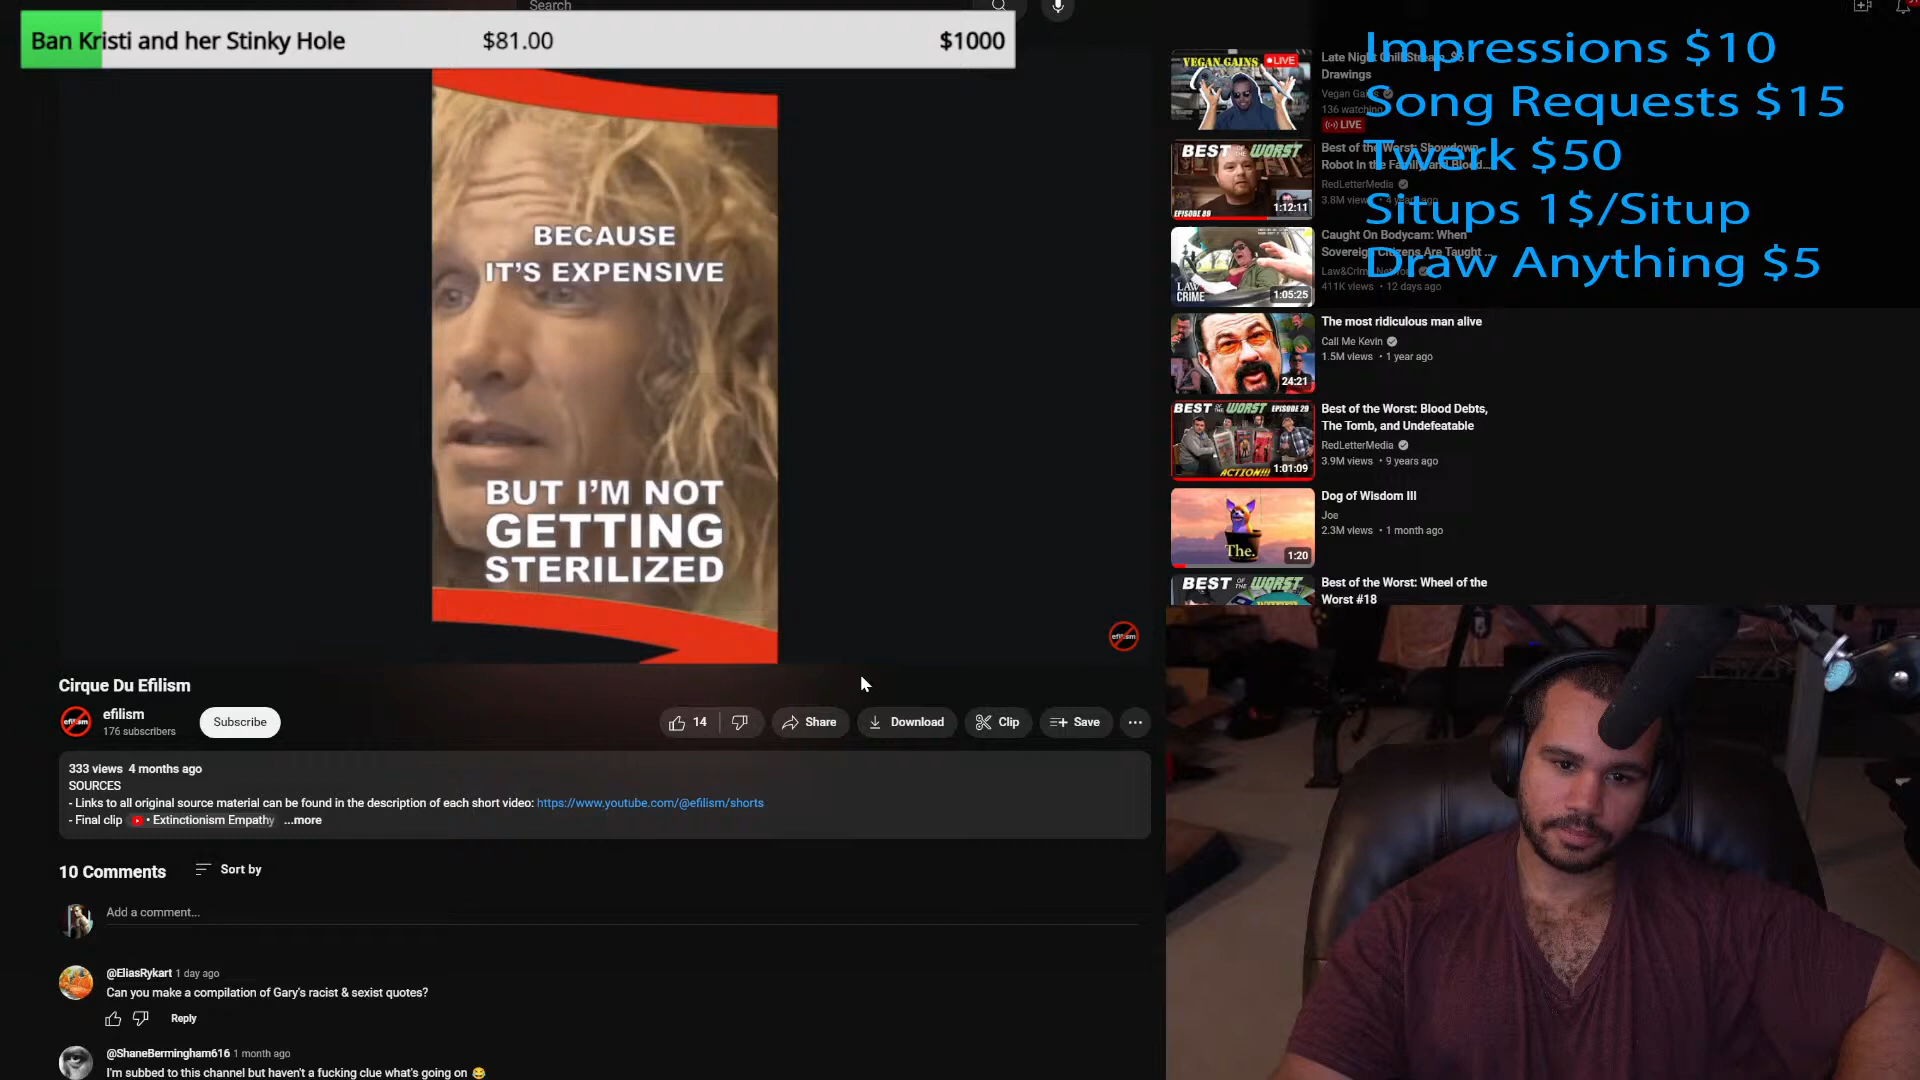 Search
Ban Kristi and her Stinky Hole $81.00 $1000
Impressions $10
Song Requests $15
Twerk $50
Situps 1$/Situp
Draw Anything $5
BECAUSE
IT'S EXPENSIVE
BUT I'M NOT
GETTING
STERILIZED
efilism
Cirque Du Efilism
efilism
176 subscribers
Subscribe
14
Share
Download
Clip
Save
333 views 4 months ago
SOURCES
- Links to all original source material can be found in the description of each short video: https://www.youtube.com/@efilism/shorts
- Final clip • Extinctionism Empathy ...more
10 Comments
Sort by
Add a comment...
@EliasRykart 1 day ago
Can you make a compilation of Gary's racist & sexist quotes?
Reply
@ShaneBermingham616 1 month ago
I'm subbed to this channel but haven't a fucking clue what's going on 😂
VEGAN GAINS
LIVE
Late Night Chill Stream, $5
Drawings
Vegan Gains
136 watching
LIVE
BEST OF THE WORST
EPISODE 89
1:12:11
Best of the Worst: Showdown,
Robot In the Family, and Blood...
RedLetterMedia
3.8M views • 4 years ago
LAW & CRIME
1:05:25
Caught On Bodycam: When
Sovereign Citizens Are Taught ...
Law&Crime Network
411K views • 12 days ago
24:21
The most ridiculous man alive
Call Me Kevin
1.5M views • 1 year ago
BEST OF THE WORST EPISODE 29
ACTION!!!
1:01:09
Best of the Worst: Blood Debts,
The Tomb, and Undefeatable
RedLetterMedia
3.9M views • 9 years ago
The.
1:20
Dog of Wisdom III
Joe
2.3M views • 1 month ago
BEST OF THE WORST
Best of the Worst: Wheel of the
Worst #18